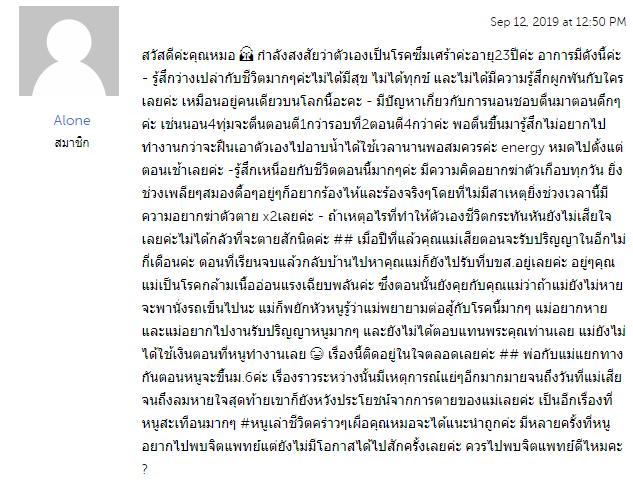 Sep 12, 2019 at 12:50 PM
Alone
สมาชิก
สวัสดีค่ะคุณหมอ กำลังสงสัยว่าตัวเองเป็นโรคซึมเศร้าค่ะอายุ23ปีค่ะ อาการมีดังนี้ค่ะ
- รู้สึกว่างเปล่ากับชีวิตมากๆค่ะไม่ได้มีสุข ไม่ได้ทุกข์ และไม่ได้มีความรู้สึกผูกพันกับใคร
เลยค่ะ เหมือนอยู่คนเดียวบนโลกนี้อะคะ - มีปัญหาเกี่ยวกับการนอนชอบตื่นมาตอนดึกๆ
ค่ะ เช่นนอน4ทุ่มจะตื่นตอนตี1กว่ารอบที่2ตอนตี4กว่าค่ะ พอตื่นขึ้นมารู้สึกไม่อยากไป
ทำงานกว่าจะฝืนเอาตัวเองไปอาบน้ำได้ใช้เวลานานพอสมควรค่ะ energy หมดไปตั้งแต่
ตอนเช้าเลยค่ะ -รู้สึกเหนื่อยกับชีวิตตอนนี้มากๆค่ะ มีความคิดอยากฆ่าตัวเกือบทุกวัน ยิ่ง
ช่วงเพลียๆสมองตื้อๆอยู่ๆก็อยากร้องไห้และร้องจริงๆโดยที่ไม่มีสาเหตุยิ่งช่วงเวลานี้มี
ความอยากฆ่าตัวตาย x2เลยค่ะ - ถ้าเหตุอไรที่ทำให้ตัวเองชีวิตกระทันหันยังไม่เสียใจ
เลยค่ะไม่ได้กลัวที่จะตายสักนิดค่ะ ## เมื่อปีที่แล้วคุณแม่เสียตอนจะรับปริญาในอีกไม่
กี่เดือนค่ะ ตอนที่เรียนจบแล้วกลับบ้านไปหาคุณแม่ก็ยังไปรับที่บขส.อยู่เลยค่ะ อยู่ๆคุณ
แม่เป็นโรคกล้ามเนื้ออ่อนแรงเฉียบพลันค่ะ ซึ่งตอนนั้นยังคุยกับคุณแม่ว่าถ้าแม่ยังไม่หาย
จะพานั่งรถเข็นไปนะ แม่ก็พยักหัวหนูรู้ว่าแม่พยายามต่อสู้กับโรคนี้มากๆ แม่อยากหาย
และแม่อยากไปงานรับปริญาหนูมากๆ และยังไม่ได้ตอบแทนพระคุณท่านเลย แม่ยังไม่
ได้ใช้เงินตอนที่หนูทำงานเลย เรื่องนี้ติดอยู่ในใจตลอดเลยค่ะ ## พ่อกับแม่แยกทาง
กันตอนหนูจะขึ้นม.6ค่ะ เรื่องราวระหว่างนั้นมีเหตุการณ์แย่ๆอีกมากมายจนถึงวันที่แม่เสีย
จนถึงลมหายใจสุดท้ายเขาก็ยังหวังประโยชน์จากการตายของแม่เลยค่ะ เป็นอีกเรื่องที่
หนูสะเทือนมากๆ #หนูเล่าชีวิตคร่าวๆเผื่อคุณหมอจะได้แนะนำถูกค่ะ มีหลายครั้งที่หนู
อยากไปพบจิตแพทย์แต่ยังไม่มีโอกาสได้ไปสักครั้งเลยค่ะ ควรไปพบจิตแพทย์ดีไหมคะ
?